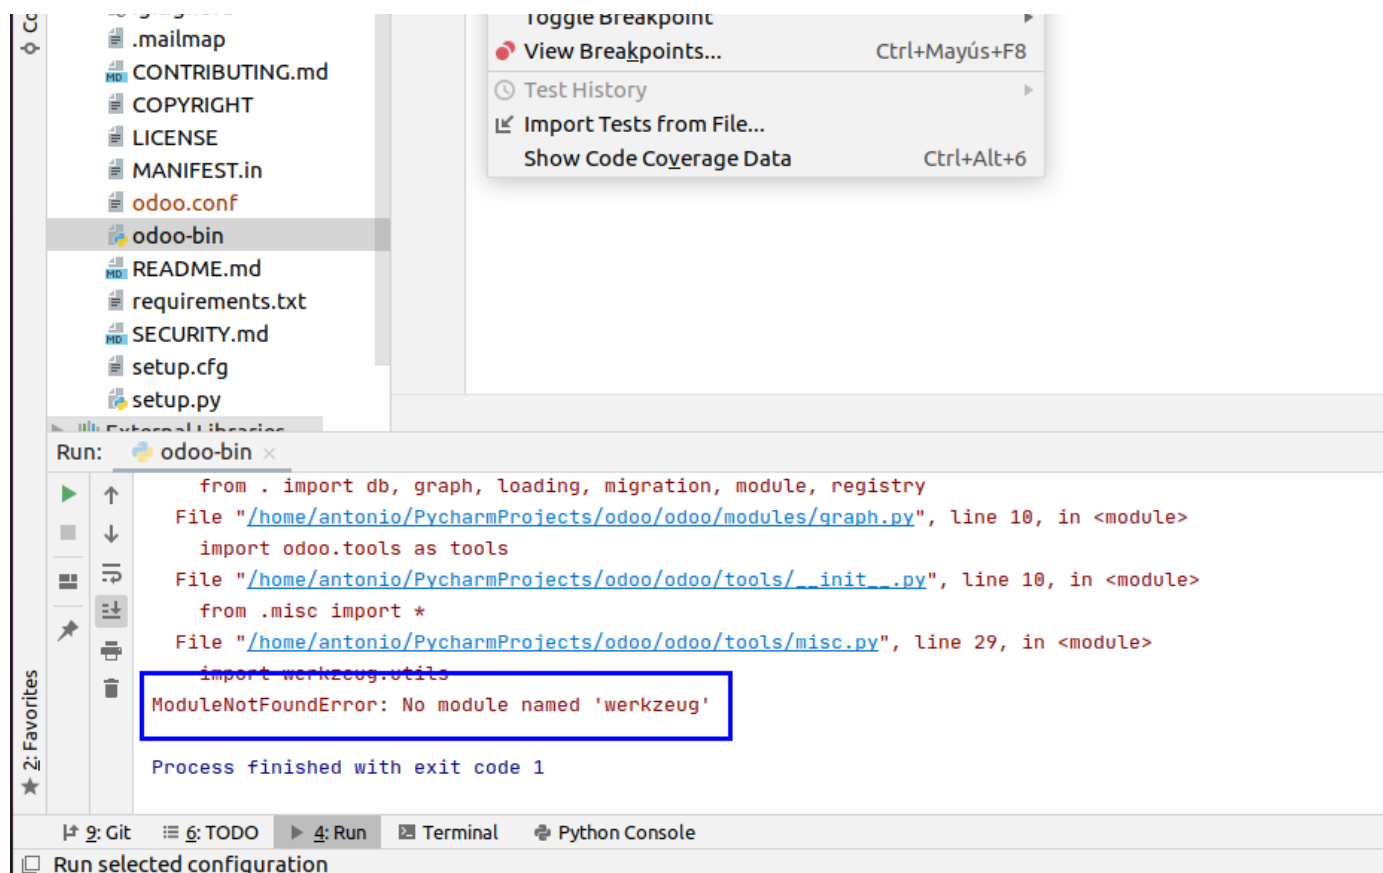 Co
.mailmap
CONTRIBUTING.md
COPYRIGHT
LICENSE
MANIFEST.in
odoo.conf
odoo-bin
README.md
requirements.txt
SECURITY.md
setup.cfg
setup.py
External Libraries
Toggle Breakpoint
View Breakpoints... Ctrl+Mayús+F8
Test History
Import Tests from File...
Show Code Coverage Data Ctrl+Alt+6
Run: odoo-bin
from . import db, graph, loading, migration, module, registry
File "/home/antonio/PycharmProjects/odoo/odoo/modules/graph.py", line 10, in <module>
import odoo.tools as tools
File "/home/antonio/PycharmProjects/odoo/odoo/tools/__init__.py", line 10, in <module>
from .misc import *
File "/home/antonio/PycharmProjects/odoo/odoo/tools/misc.py", line 29, in <module>
import werkzeug.utils
ModuleNotFoundError: No module named 'werkzeug'
Process finished with exit code 1
2: Favorites
9: Git 6: TODO 4: Run Terminal Python Console
Run selected configuration